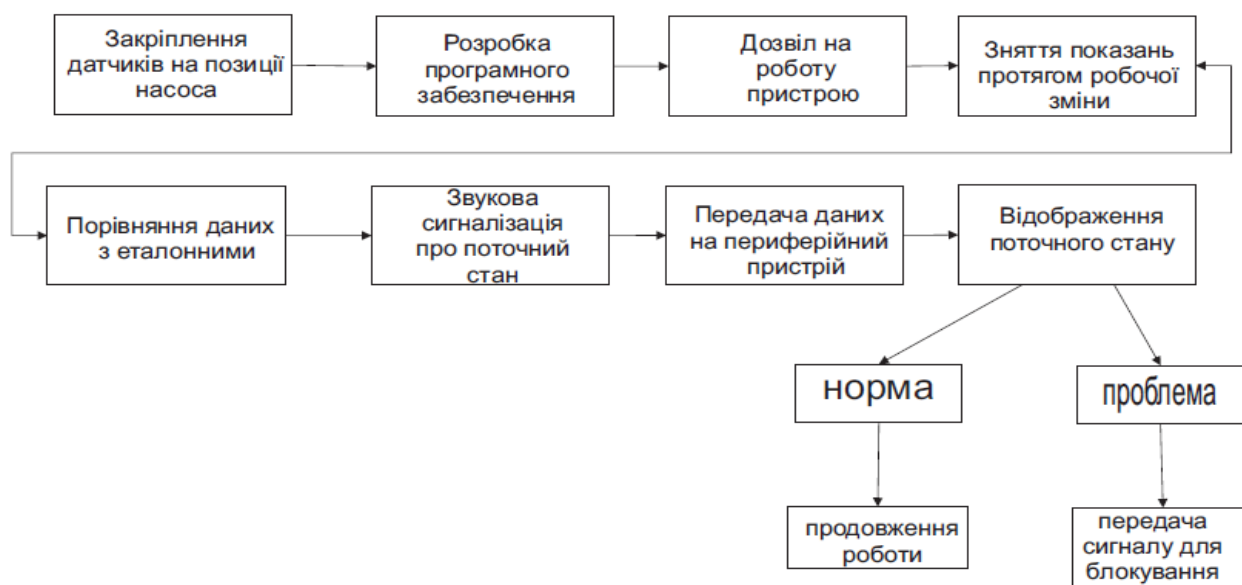 Закріплення
датчиків на позиції
насоса
Розробка
програмного
забезпечення
Дозвіл на
роботу
пристрою
Зняття показань
протягом робочої
зміни
Порівняння даних
з еталонними
Звукова
сигналізація
про поточний
стан
Передача даних
на периферійний
пристрій
Відображення
поточного стану
норма
проблема
продовження
роботи
передача
сигналу для
блокування